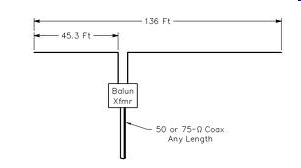 136 Ft
45.3 Ft
Balun
Xfmr
50 or 75-Ω Coax
Any Length